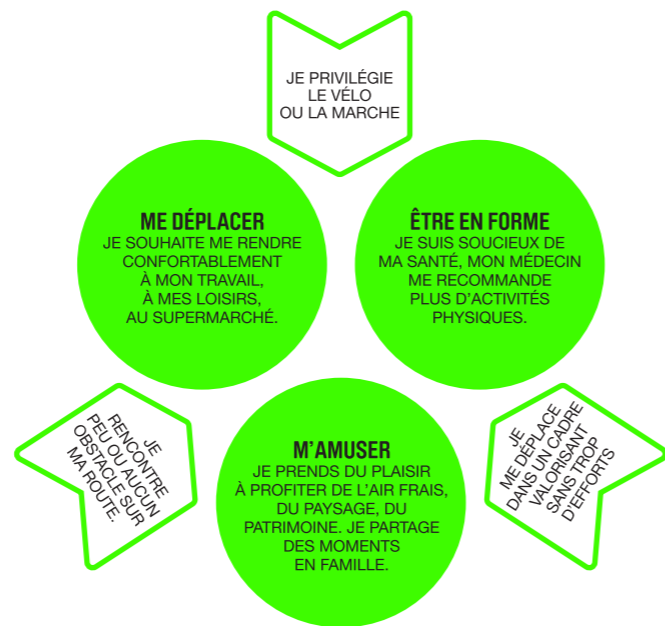 JE PRIVILÉGIE
LE VÉLO
OU LA MARCHE
ME DÉPLACER
JE SOUHAITE ME RENDRE
CONFORTABLEMENT
À MON TRAVAIL,
À MES LOISIRS,
AU SUPERMARCHÉ.
ÊTRE EN FORME
JE SUIS SOUCIEUX DE
MA SANTÉ, MON MÉDECIN
ME RECOMMANDE
PLUS D'ACTIVITÉS
PHYSIQUES.
JE
RENCONTRE
PEU OU AUCUN
OBSTACLE SUR
MA ROUTE.
M'AMUSER
JE PRENDS DU PLAISIR
À PROFITER DE L'AIR FRAIS,
DU PAYSAGE, DU
PATRIMOINE. JE PARTAGE
DES MOMENTS
EN FAMILLE.
JE
ME DÉPLACE
DANS UN CADRE
VALORISANT
SANS TROP
D'EFFORTS